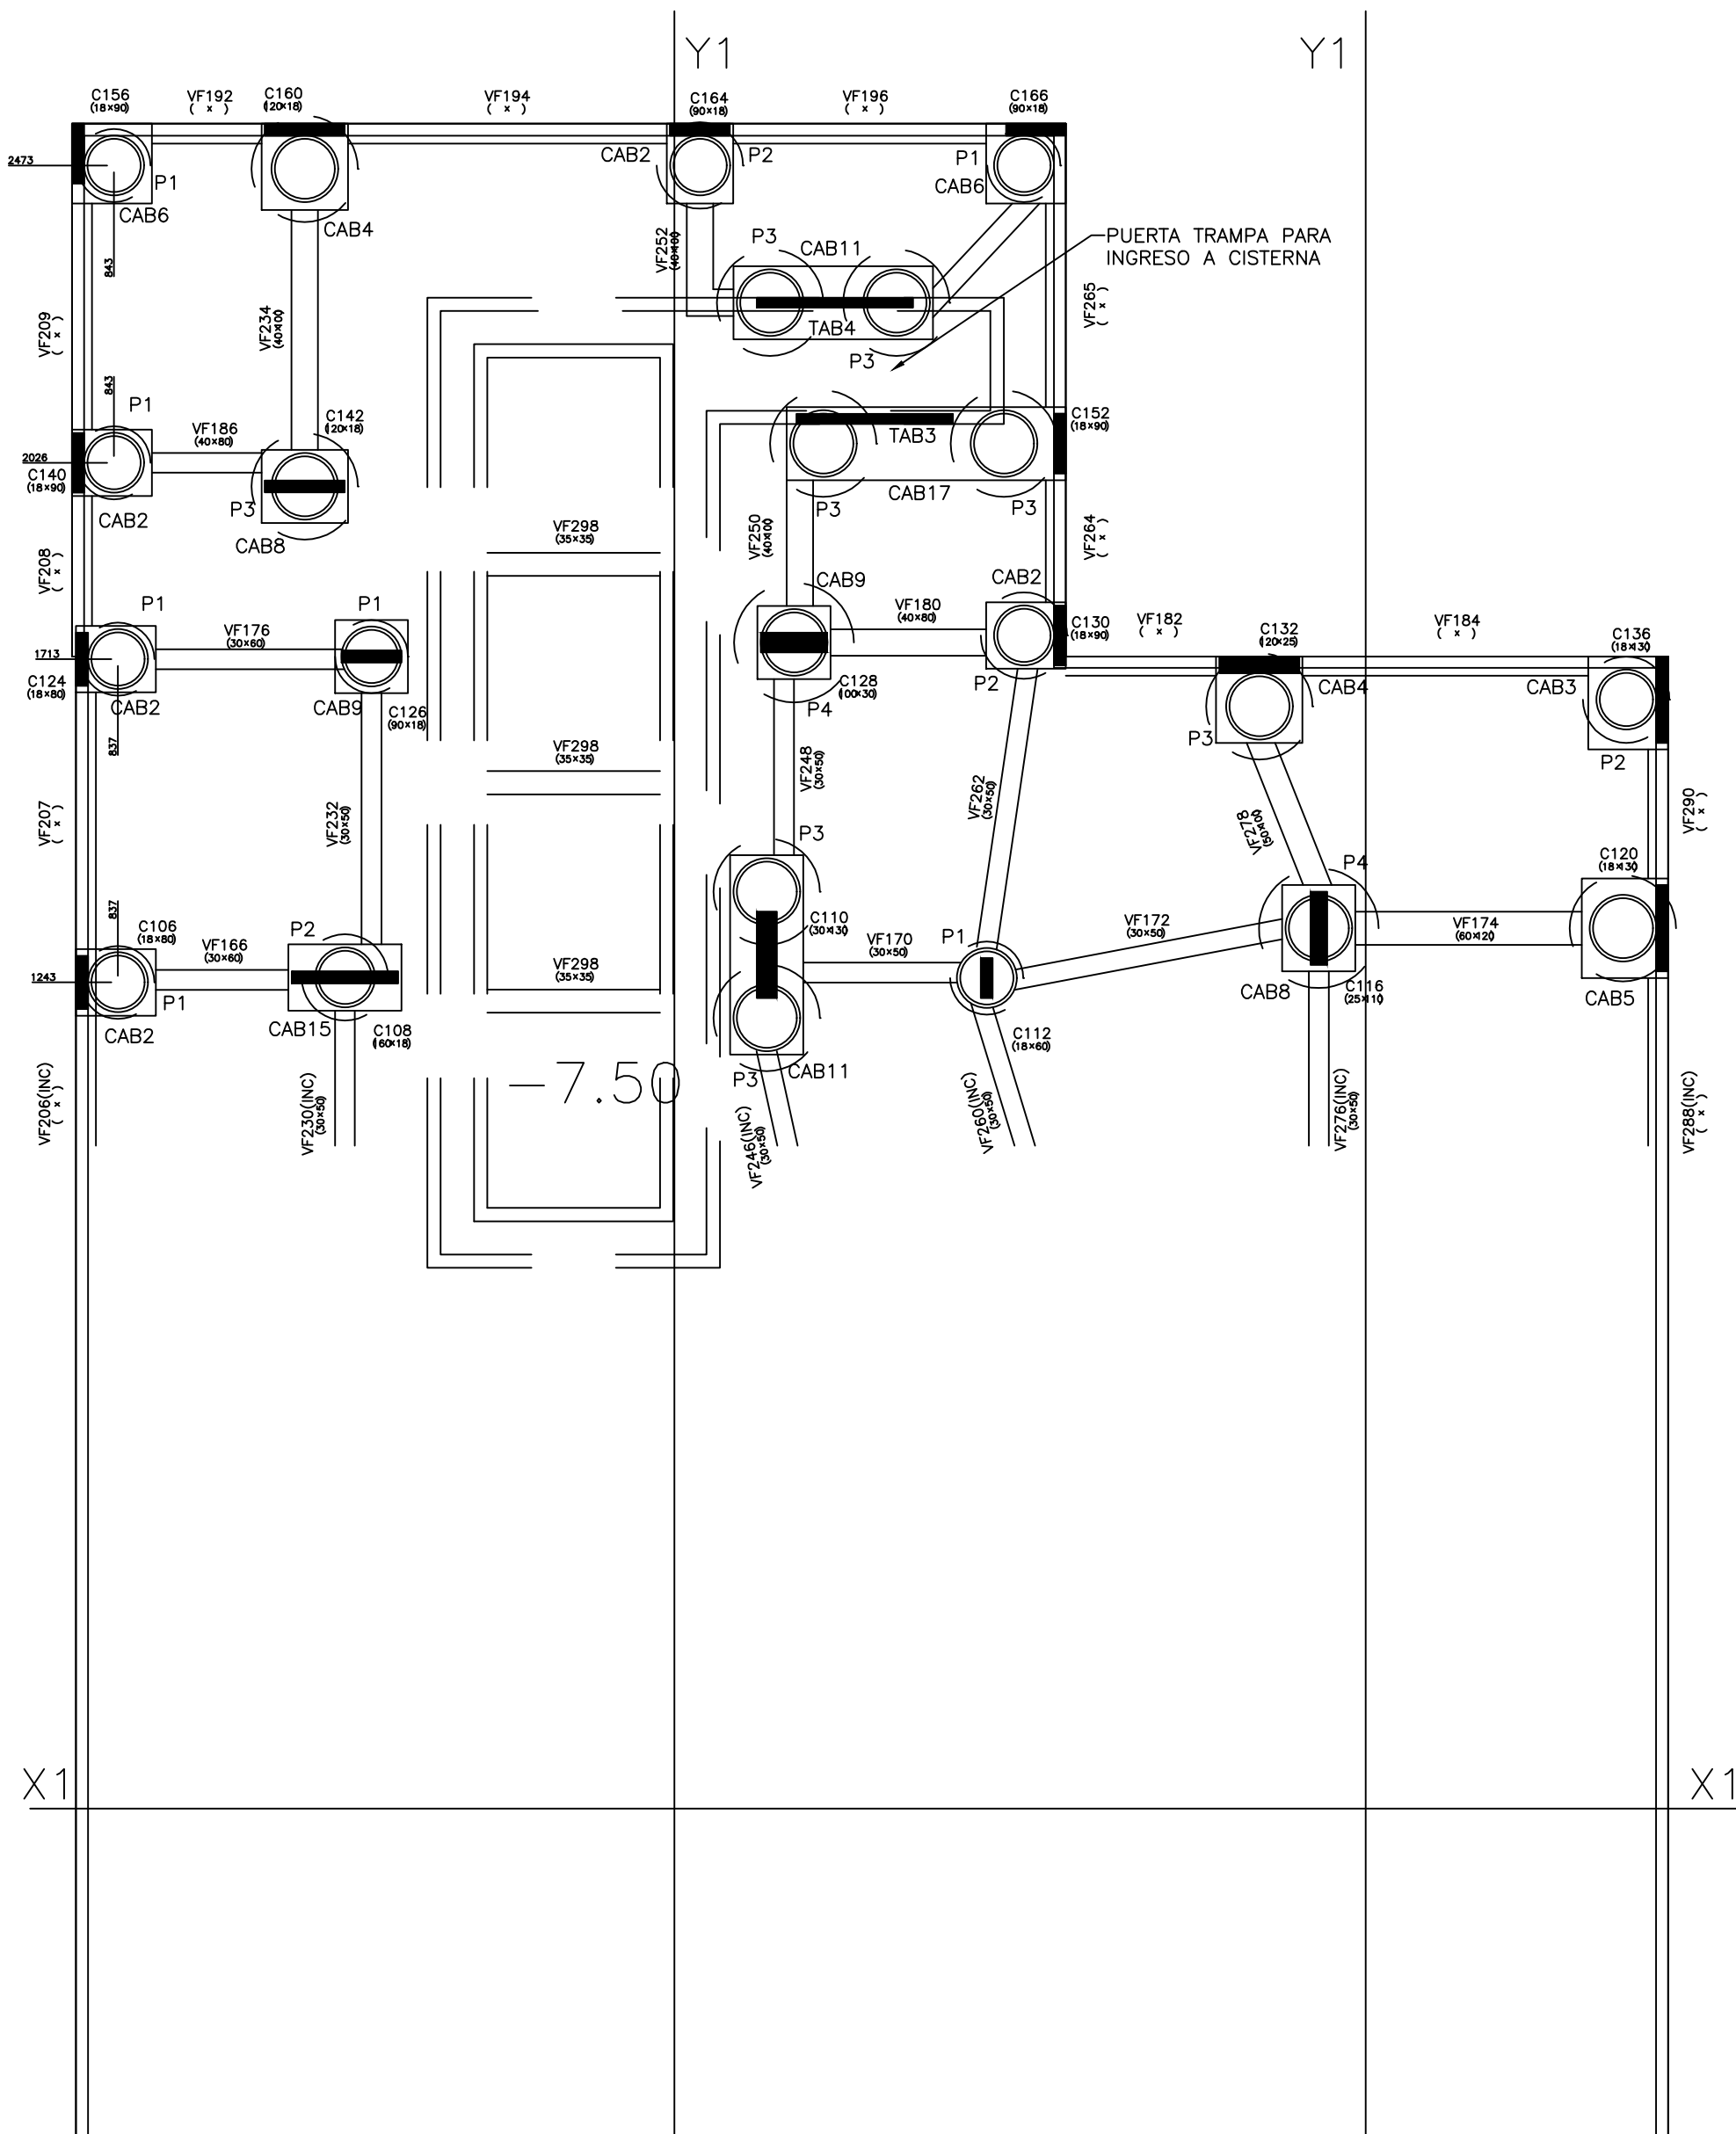 Y1
Y1
C156
(18x90)
VF192
( x )
C160
(120x18)
VF194
( x )
C164
(90x18)
VF196
( x )
C166
(90x18)
2473
P1
CAB6
CAB4
CAB2
P2
P1
CAB6
843
VF209
( x )
VF234
(40x100)
VF252
(40x100)
P3
CAB11
TAB4
P3
PUERTA TRAMPA PARA
INGRESO A CISTERNA
VF265
( x )
843
P1
VF186
(40x80)
C142
(120x18)
2026
C140
(18x90)
CAB2
P3
CAB8
TAB3
C152
(18x90)
CAB17
P3
P3
VF298
(35x35)
VF250
(40x100)
VF264
( x )
VF208
( x )
P1
P1
VF176
(30x60)
1713
C124
(18x80)
CAB2
CAB9
C126
(90x18)
837
CAB9
CAB2
VF180
(40x80)
C130
(18x90)
P2
C128
(100x30)
P4
VF182
( x )
C132
(120x25)
VF184
( x )
C136
(18x130)
CAB4
CAB3
P3
P2
VF298
(35x35)
VF248
(30x50)
VF262
(30x50)
VF278
(50x100)
VF290
( x )
VF207
( x )
VF232
(30x50)
P3
P4
C120
(18x130)
837
C106
(18x80)
VF166
(30x60)
P2
1243
P1
CAB2
CAB15
C108
(160x18)
VF298
(35x35)
C110
(30x130)
VF170
(30x50)
P1
VF172
(30x50)
VF174
(60x120)
CAB8
C116
(25x110)
CAB5
C112
(18x60)
CAB11
P3
-7.50
VF206(INC)
( x )
VF230(INC)
(30x50)
VF246(INC)
(30x50)
VF260(INC)
(30x50)
VF276(INC)
(30x50)
VF288(INC)
( x )
X1
X1